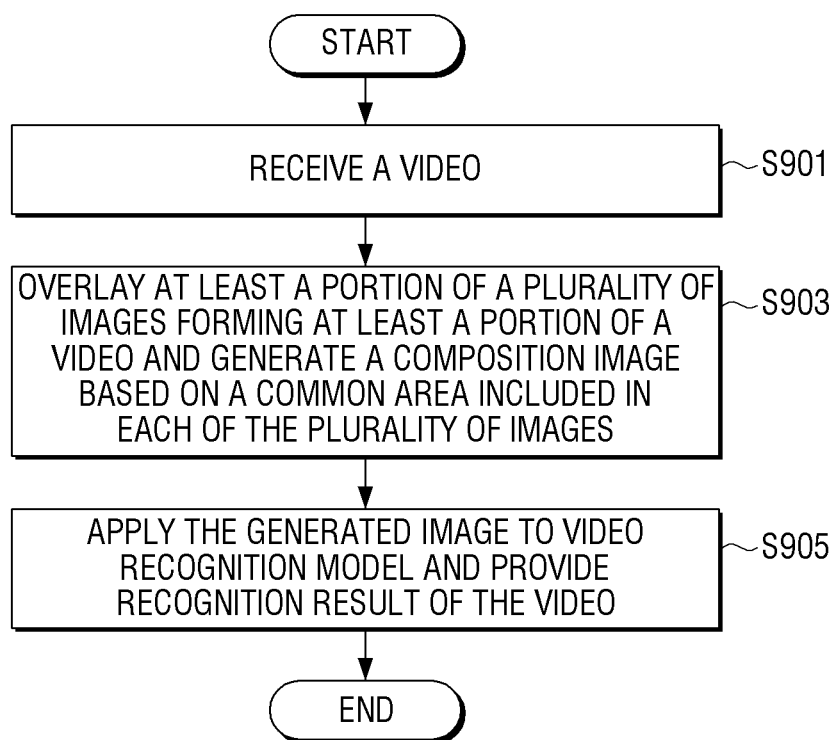 START
RECEIVE A VIDEO
S901
OVERLAY AT LEAST A PORTION OF A PLURALITY OF
IMAGES FORMING AT LEAST A PORTION OF A
VIDEO AND GENERATE A COMPOSITION IMAGE
BASED ON A COMMON AREA INCLUDED IN
EACH OF THE PLURALITY OF IMAGES
S903
APPLY THE GENERATED IMAGE TO VIDEO
RECOGNITION MODEL AND PROVIDE
RECOGNITION RESULT OF THE VIDEO
S905
END